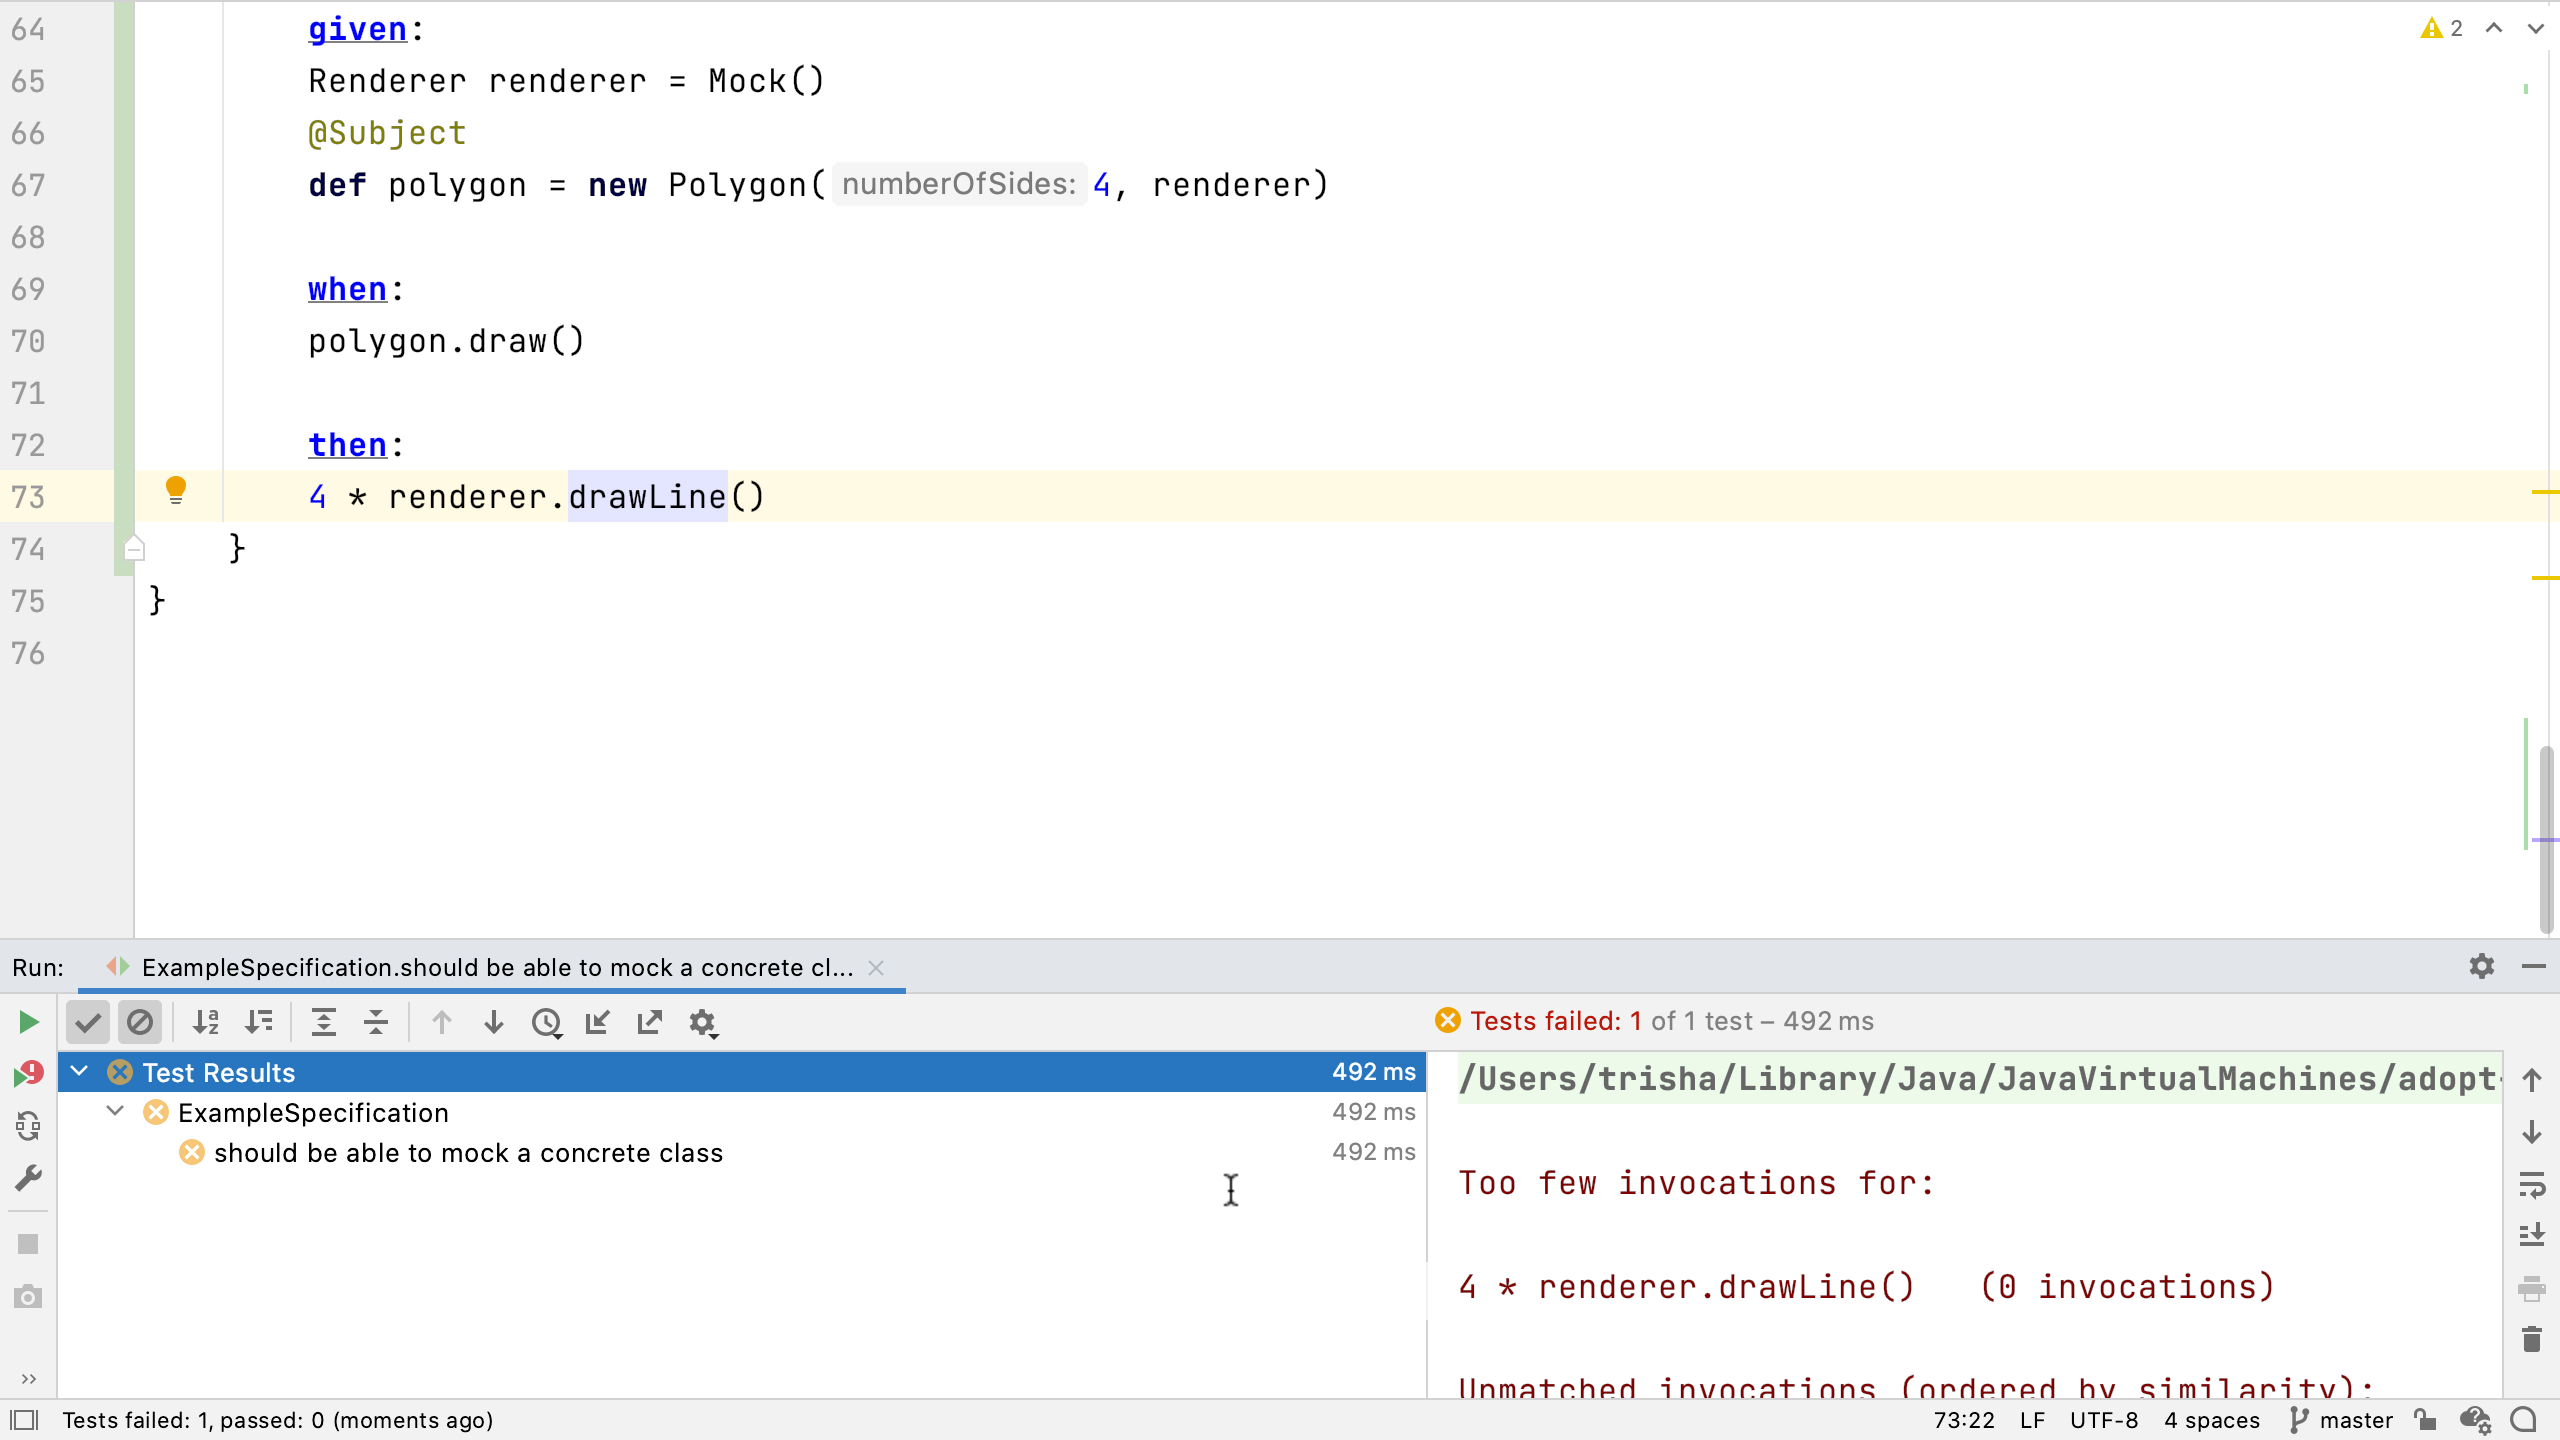 64 given:
65 Renderer renderer = Mock()
66 @Subject
67 def polygon = new Polygon( numberOfSides: 4, renderer)
68
69 when:
70 polygon.draw()
71
72 then:
73 4 * renderer.drawLine()
74 }
75 }
76
2
Run: ExampleSpecification.should be able to mock a concrete cl...
Tests failed: 1 of 1 test – 492 ms
Test Results 492 ms
ExampleSpecification 492 ms
should be able to mock a concrete class 492 ms
/Users/trisha/Library/Java/JavaVirtualMachines/adopt-
Too few invocations for:
4 * renderer.drawLine()   (0 invocations)
Unmatched invocations (ordered by similarity):
Tests failed: 1, passed: 0 (moments ago)
73:22 LF UTF-8 4 spaces master